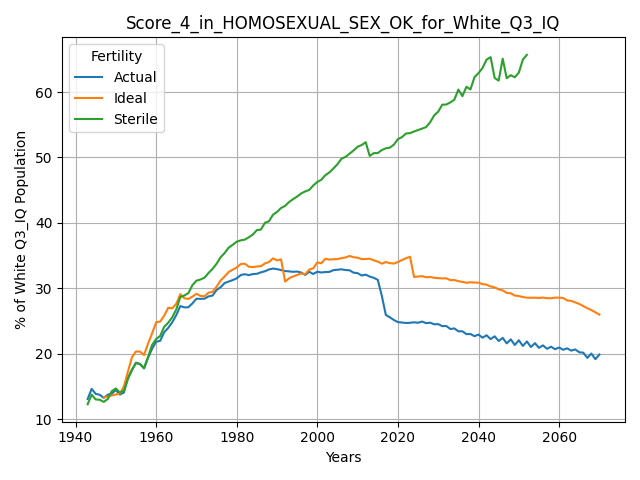 Score_4_in_HOMOSEXUAL_SEX_OK_for_White_Q3_IQ
Fertility
Actual
Ideal
Sterile
% of White Q3_IQ Population
60
50
40
30
20
10
1940 1960 1980 2000 2020 2040 2060
Years